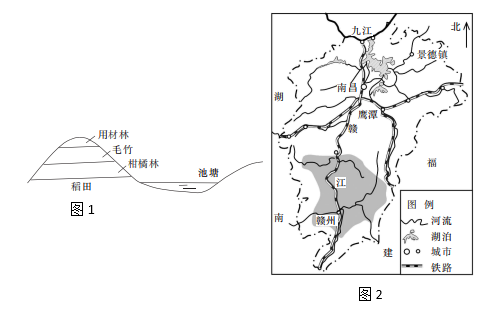 用材林
毛竹
柑橘林
稻田
池塘
图 1
九江
北
景德镇
南昌
湖
鹰潭
赣
福
江
南
赣州
建
图 例
河流
湖泊
城市
铁路
图 2